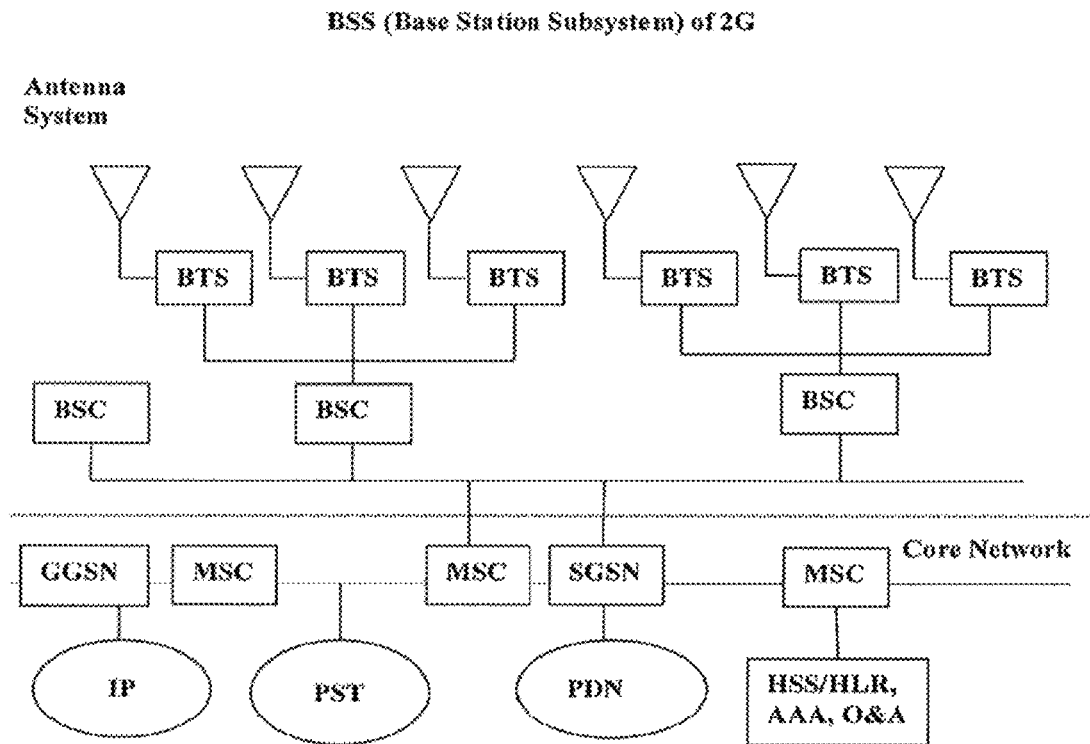 BSS (Base Station Subsystem) of 2G
Antenna
System
BTS BTS BTS BTS BTS BTS
BSC BSC BSC
Core Network
GGSN MSC MSC SGSN MSC
IP PST PDN HSS/HLR,
AAA, O&A